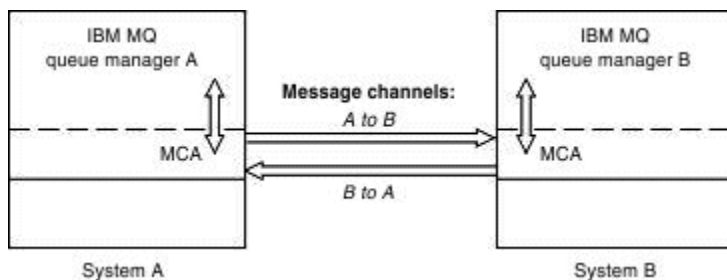 IBM MQ
queue manager A
MCA
Message channels:
A to B
B to A
IBM MQ
queue manager B
MCA
System A
System B